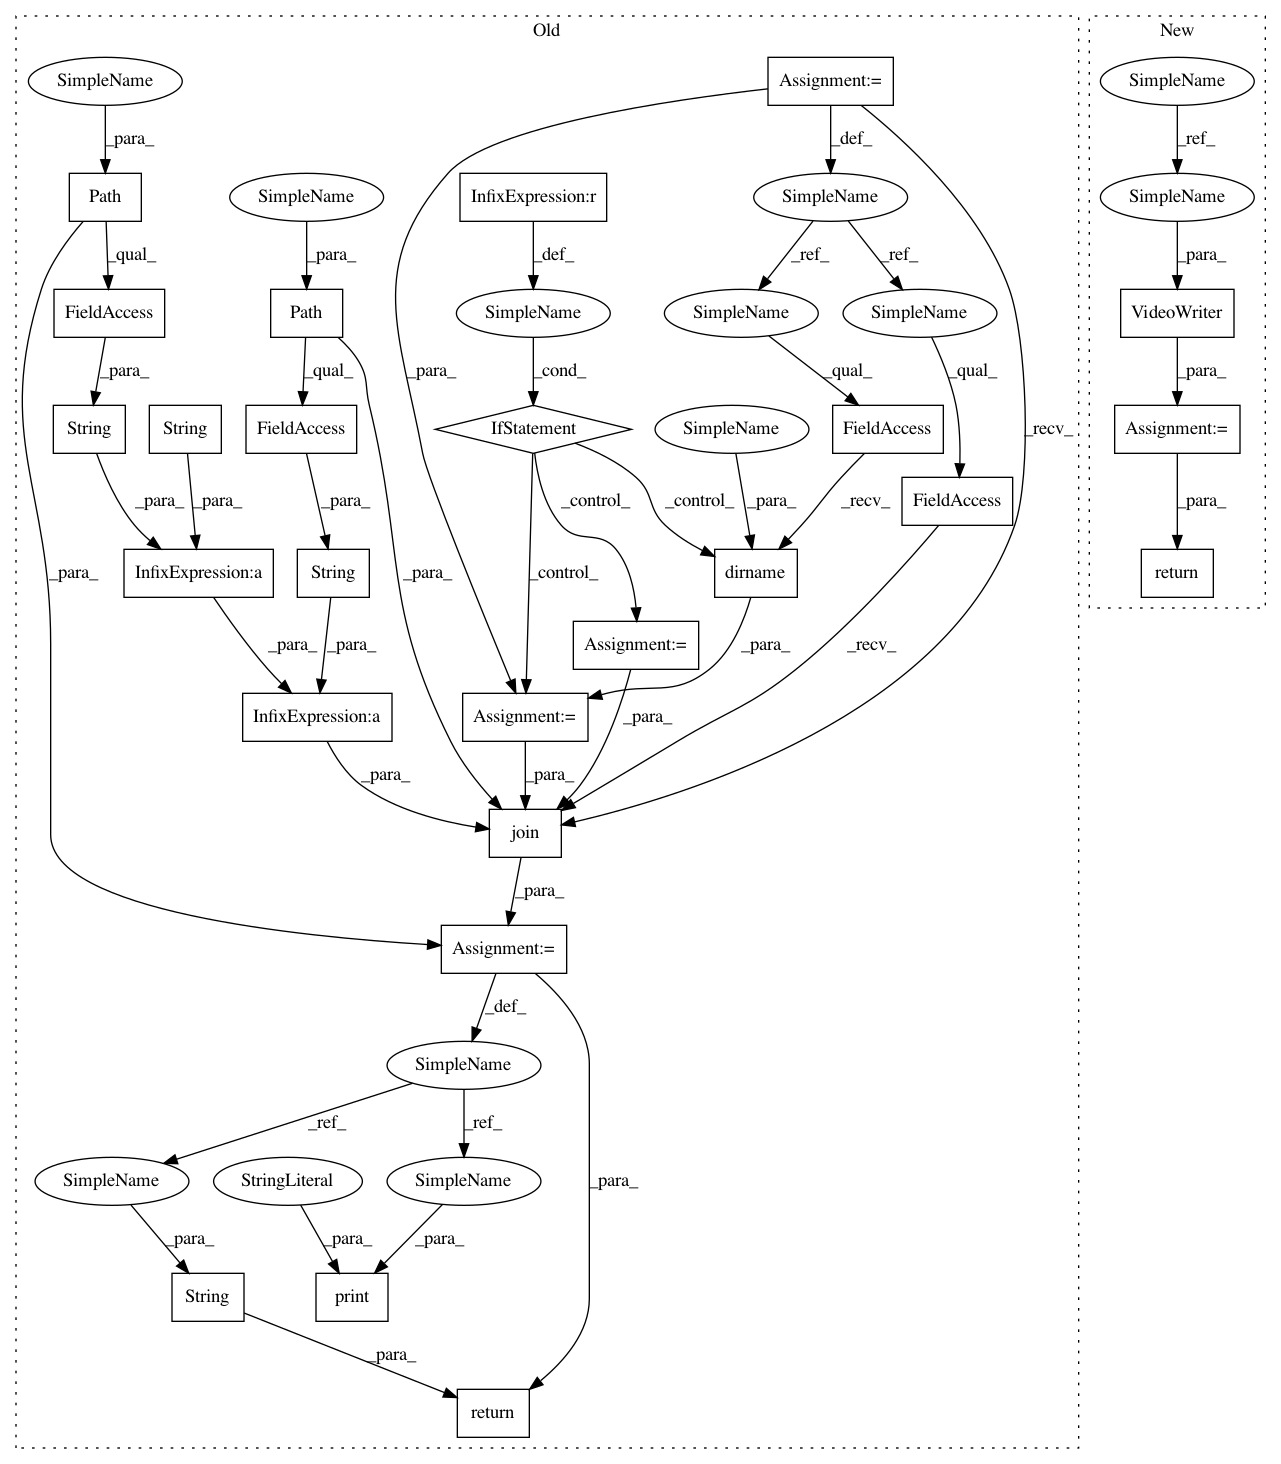 Old
New
SimpleName
Assignment:=
SimpleName
_para_
_def_
_ref_
Path
SimpleName
InfixExpression:r
SimpleName
SimpleName
_qual_
_para_
_def_
_ref_
_ref_
_para_
FieldAccess
Path
SimpleName
SimpleName
SimpleName
VideoWriter
_para_
_qual_
_para_
_cond_
_qual_
_qual_
_para_
String
String
FieldAccess
IfStatement
SimpleName
FieldAccess
Assignment:=
_recv_
_para_
_para_
_para_
_control_
_control_
_para_
_recv_
FieldAccess
_para_
InfixExpression:a
String
_para_
_para_
_control_
dirname
return
_para_
_para_
Assignment:=
_para_
_recv_
InfixExpression:a
Assignment:=
_para_
_para_
_para_
join
_para_
Assignment:=
_def_
SimpleName
_ref_
_ref_
SimpleName
StringLiteral
SimpleName
_para_
_para_
_para_
_para_
String
print
_para_
return